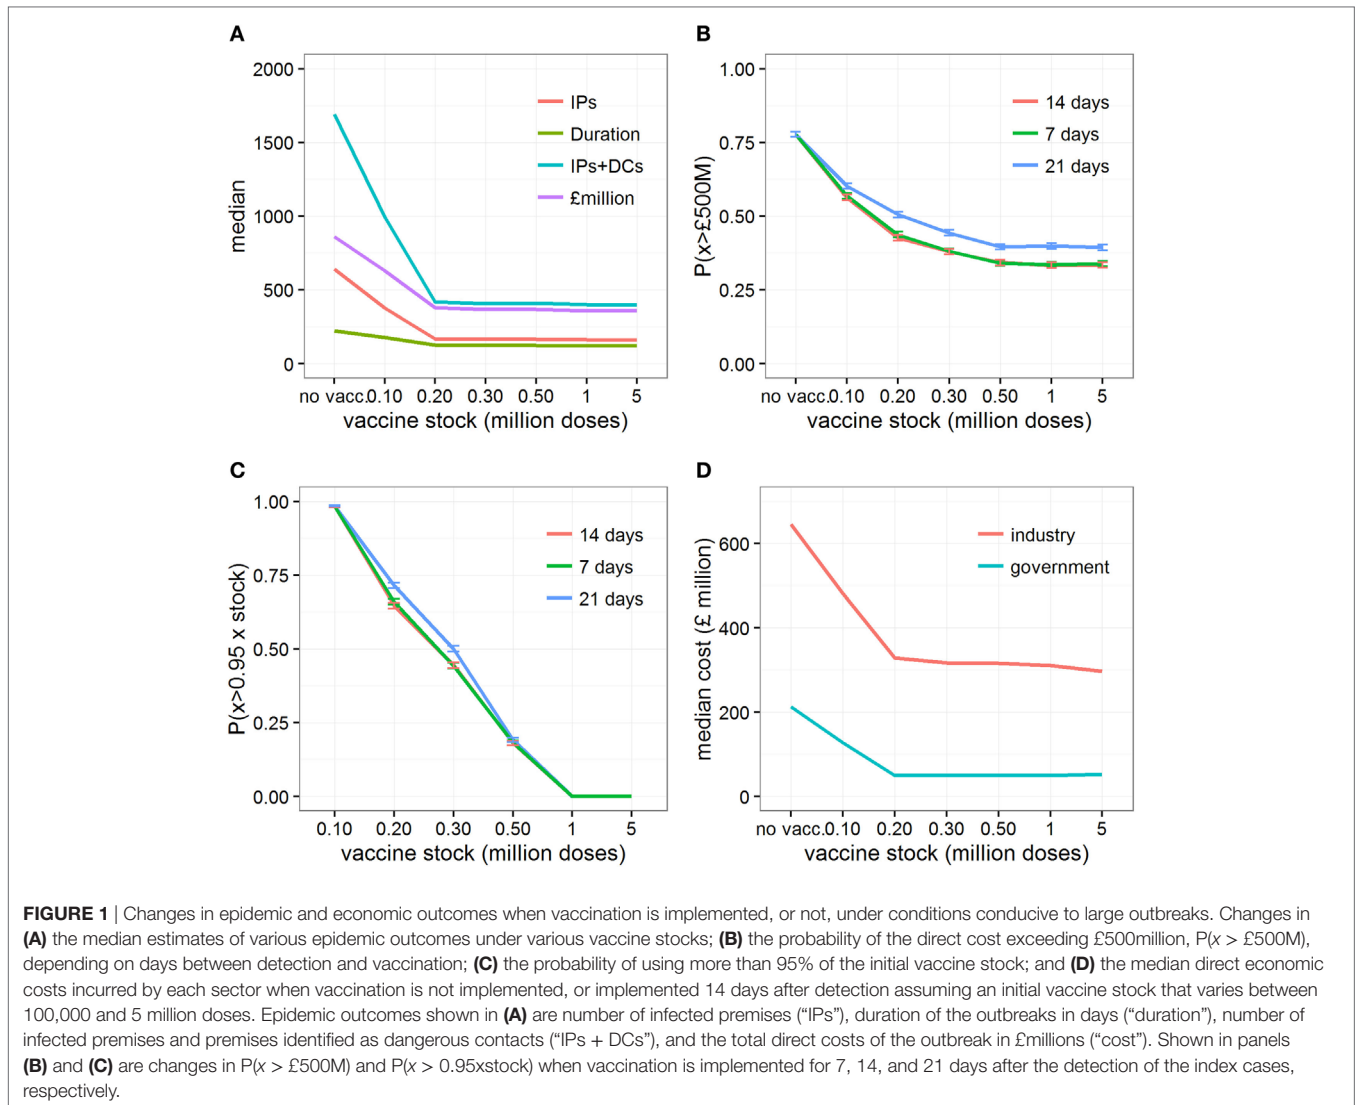 A
2000
1500
1000
500
0
median
IPs
Duration
IPs+DCs
£million
no vacc. 0.10 0.20 0.30 0.50 1 5
vaccine stock (million doses)
B
1.00
0.75
0.50
0.25
0.00
P(x>£500M)
14 days
7 days
21 days
no vacc. 0.10 0.20 0.30 0.50 1 5
vaccine stock (million doses)
C
1.00
0.75
0.50
0.25
0.00
P(x>0.95 x stock)
14 days
7 days
21 days
0.10 0.20 0.30 0.50 1 5
vaccine stock (million doses)
D
600
400
200
0
median cost (£ million)
industry
government
no vacc. 0.10 0.20 0.30 0.50 1 5
vaccine stock (million doses)
FIGURE 1 | Changes in epidemic and economic outcomes when vaccination is implemented, or not, under conditions conducive to large outbreaks. Changes in
(A) the median estimates of various epidemic outcomes under various vaccine stocks; (B) the probability of the direct cost exceeding £500million, P(x > £500M),
depending on days between detection and vaccination; (C) the probability of using more than 95% of the initial vaccine stock; and (D) the median direct economic
costs incurred by each sector when vaccination is not implemented, or implemented 14 days after detection assuming an initial vaccine stock that varies between
100,000 and 5 million doses. Epidemic outcomes shown in (A) are number of infected premises (“IPs”), duration of the outbreaks in days (“duration”), number of
infected premises and premises identified as dangerous contacts (“IPs + DCs”), and the total direct costs of the outbreak in £millions (“cost”). Shown in panels
(B) and (C) are changes in P(x > £500M) and P(x > 0.95xstock) when vaccination is implemented for 7, 14, and 21 days after the detection of the index cases,
respectively.